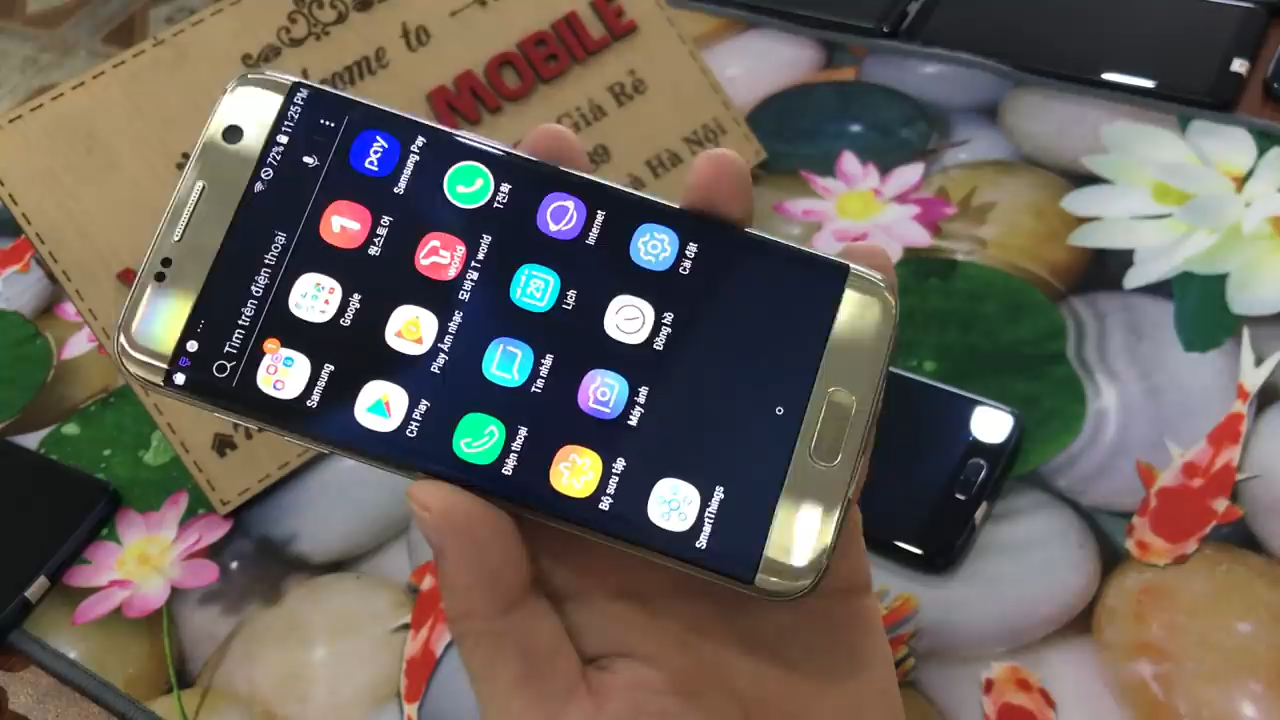 Welcome to
MOBILE
Giá Rẻ
Hà Nội
72% 11:25 PM
Tìm trên điện thoại
Samsung
Google
원스토어
Samsung Pay
pay
CH Play
Play Âm nhạc
모바일 T world
world
T전화
Điện thoại
Tin nhắn
Lịch
29
Internet
Bộ sưu tập
Máy ảnh
Đồng hồ
Cài đặt
SmartThings